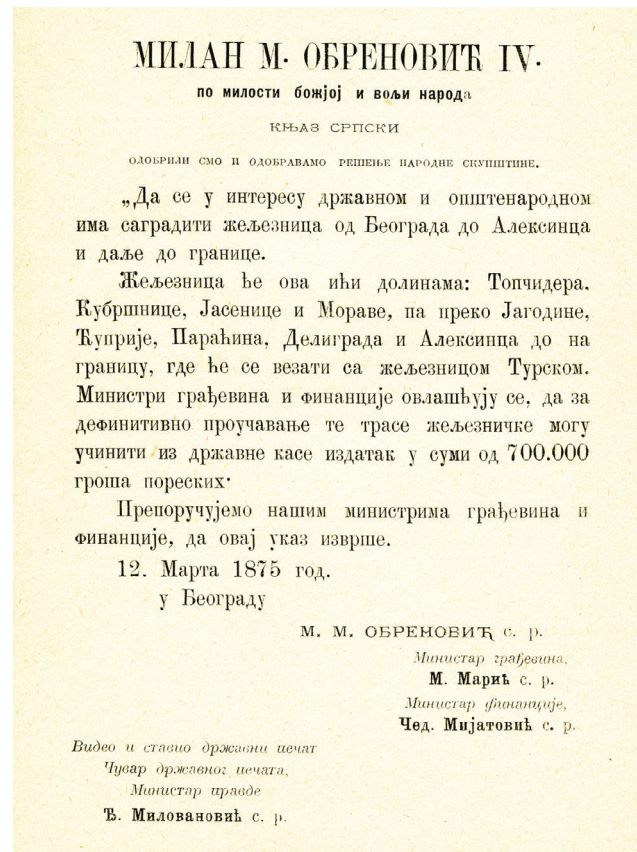 МИЛАН М. ОБРЕНОВИЋ IV.
по милости божјој и вољи народа
КЊАЗ СРПСКИ
ОДОБРИЛИ СМО И ОДОБРАВАМО РЕШЕЊЕ НАРОДНЕ СКУПШТИНЕ.
„Да се у интересу државном и општенародном
има саградити жељезница од Београда до Алексинца
и даље до границе.
Жељезница ће ова ићи долинама: Топчидера,
Кубршнице, Јасенице и Мораве, па преко Јагодине,
Ћуприје, Параћина, Делиграда и Алексинца до на
границу, где ће се везати са жељезницом Турском.
Министри грађевина и финанције овлашћују се, да за
дефинитивно проучавање те трасе жељезничке могу
учинити из државне касе издатак у суми од 700.000
гроша пореских·
Препоручујемо нашим министрима грађевина и
финанције, да овај указ изврше.
12. Марта 1875 год.
у Београду
М. М. ОБРЕНОВИЋ с. р.
Министар грађевина,
М. Марић с. р.
Министар финанције,
Чед. Мијатовић с. р.
Видео и ставио државни печат
Чувар државног печата,
Министар правде
Ђ. Миловановић с. р.